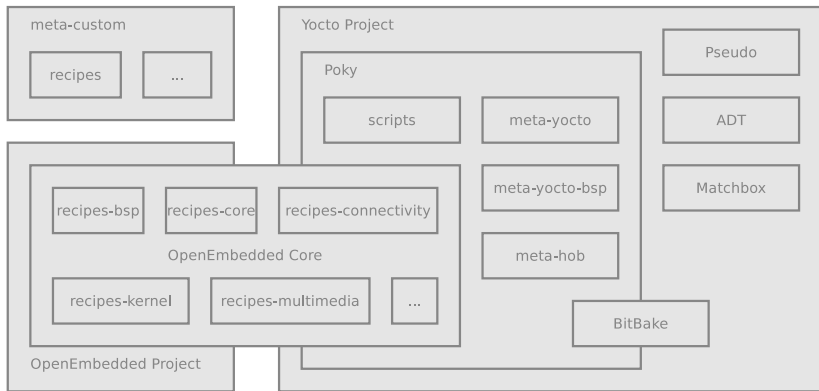 meta-custom
recipes
...
Yocto Project
Poky
scripts
meta-yocto
meta-yocto-bsp
meta-hob
Pseudo
ADT
Matchbox
recipes-bsp
recipes-core
recipes-connectivity
OpenEmbedded Core
recipes-kernel
recipes-multimedia
...
BitBake
OpenEmbedded Project